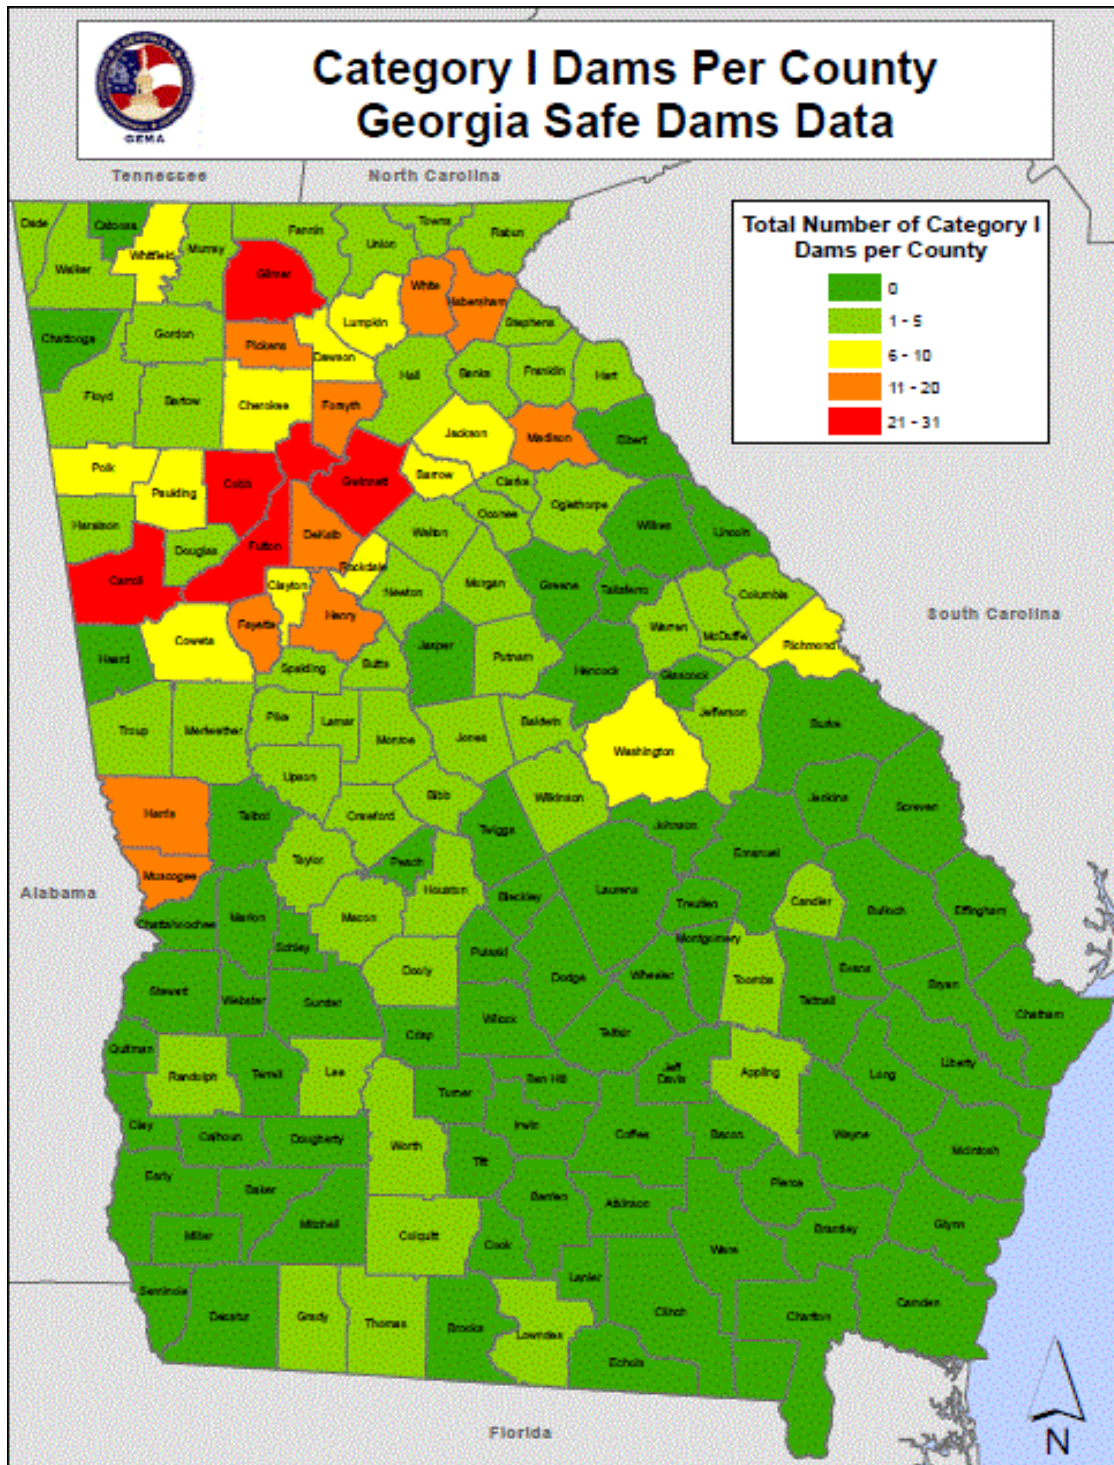 Category I Dams Per County
Georgia Safe Dams Data
GEMA
Tennessee
North Carolina
Total Number of Category I
Dams per County
0
1 - 5
6 - 10
11 - 20
21 - 31
Dade
Catoosa
Whitfield
Murray
Fannin
Union
Towns
Rabun
Walker
Gilmer
White
Habersham
Chattooga
Gordon
Pickens
Lumpkin
Dawson
Stephens
Floyd
Bartow
Cherokee
Forsyth
Hall
Banks
Franklin
Hart
Polk
Paulding
Cobb
Gwinnett
Jackson
Barrow
Madison
Elbert
Haralson
Douglas
Fulton
DeKalb
Walton
Clarke
Oconee
Oglethorpe
Wilkes
Lincoln
Carroll
Clayton
Rockdale
Newton
Morgan
Greene
Taliaferro
Columbia
South Carolina
Heard
Coweta
Fayette
Henry
Spalding
Butts
Jasper
Putnam
Hancock
Warren
McDuffie
Glascock
Richmond
Troup
Meriwether
Pike
Lamar
Monroe
Jones
Baldwin
Washington
Jefferson
Burke
Harris
Talbot
Upson
Crawford
Bibb
Twiggs
Wilkinson
Johnson
Jenkins
Screven
Alabama
Muscogee
Taylor
Peach
Houston
Bleckley
Laurens
Treutlen
Emanuel
Candler
Bulloch
Effingham
Chattahoochee
Marion
Schley
Macon
Dooly
Pulaski
Dodge
Wheeler
Montgomery
Toombs
Tattnall
Evans
Bryan
Chatham
Stewart
Webster
Sumter
Crisp
Wilcox
Telfair
Jeff
Davis
Appling
Long
Liberty
Quitman
Randolph
Terrell
Lee
Turner
Ben Hill
Clay
Calhoun
Dougherty
Worth
Tift
Irwin
Coffee
Bacon
Wayne
McIntosh
Early
Baker
Mitchell
Miller
Colquitt
Cook
Berrien
Atkinson
Pierce
Ware
Brantley
Glynn
Seminole
Decatur
Grady
Thomas
Brooks
Lowndes
Lanier
Clinch
Echols
Charlton
Camden
Florida
N